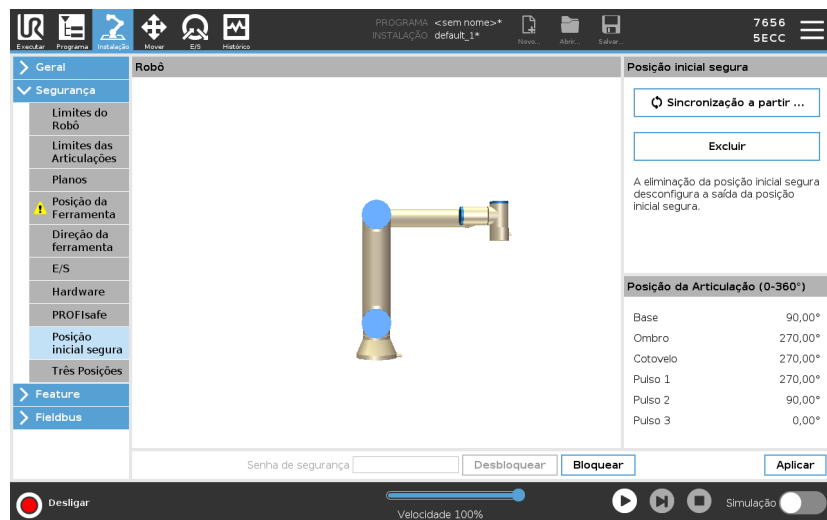 PROGRAMA <sem nome>*
INSTALAÇÃO default_1*
7656
5ECC
Executar Programa Instalação Mover E/S Histórico Novo... Abrir... Salvar...
Geral
Segurança
Limites do
Robô
Limites das
Articulações
Planos
Posição da
Ferramenta
Direção da
ferramenta
E/S
Hardware
PROFIsafe
Posição
inicial segura
Três Posições
Feature
Fieldbus
Robô
Posição inicial segura
Sincronização a partir ...
Excluir
A eliminação da posição inicial segura
desconfigura a saída da posição
inicial segura.
Posição da Articulação (0-360°)
Base 90,00°
Ombro 270,00°
Cotovelo 270,00°
Pulso 1 270,00°
Pulso 2 90,00°
Pulso 3 0,00°
Senha de segurança Desbloquear Bloquear Aplicar
Desligar
Velocidade 100%
Simulação